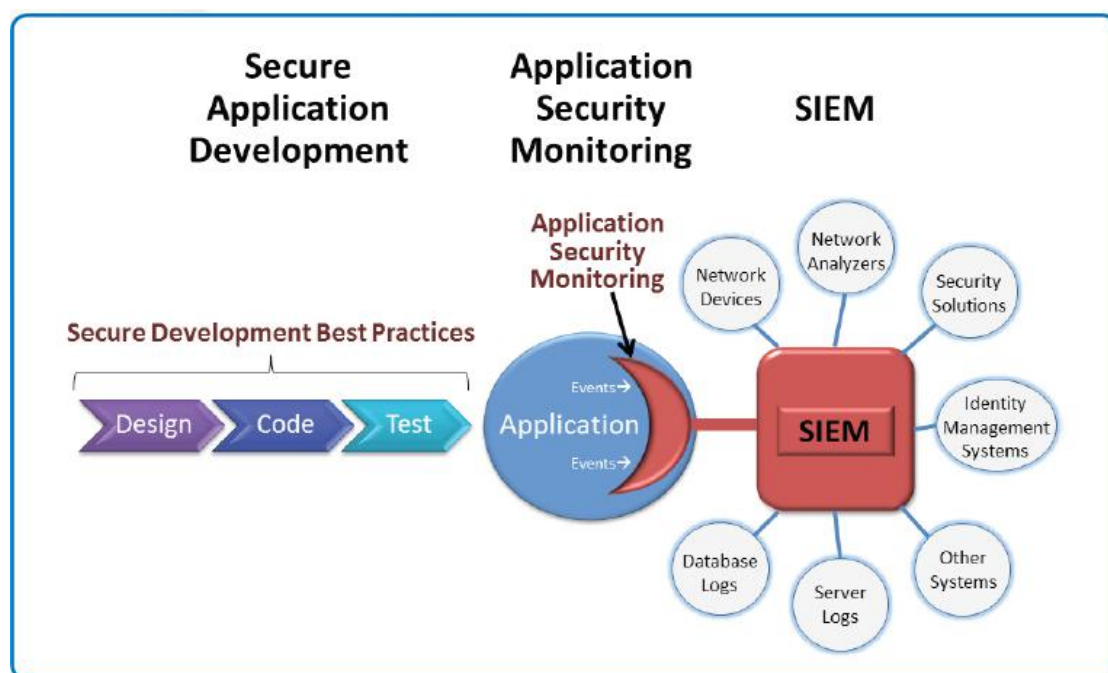 Secure
Application
Development
Application
Security
Monitoring
SIEM
Application
Security
Monitoring
Secure Development Best Practices
Design
Code
Test
Events→
Application
Events→
SIEM
Network
Devices
Network
Analyzers
Security
Solutions
Identity
Management
Systems
Other
Systems
Server
Logs
Database
Logs